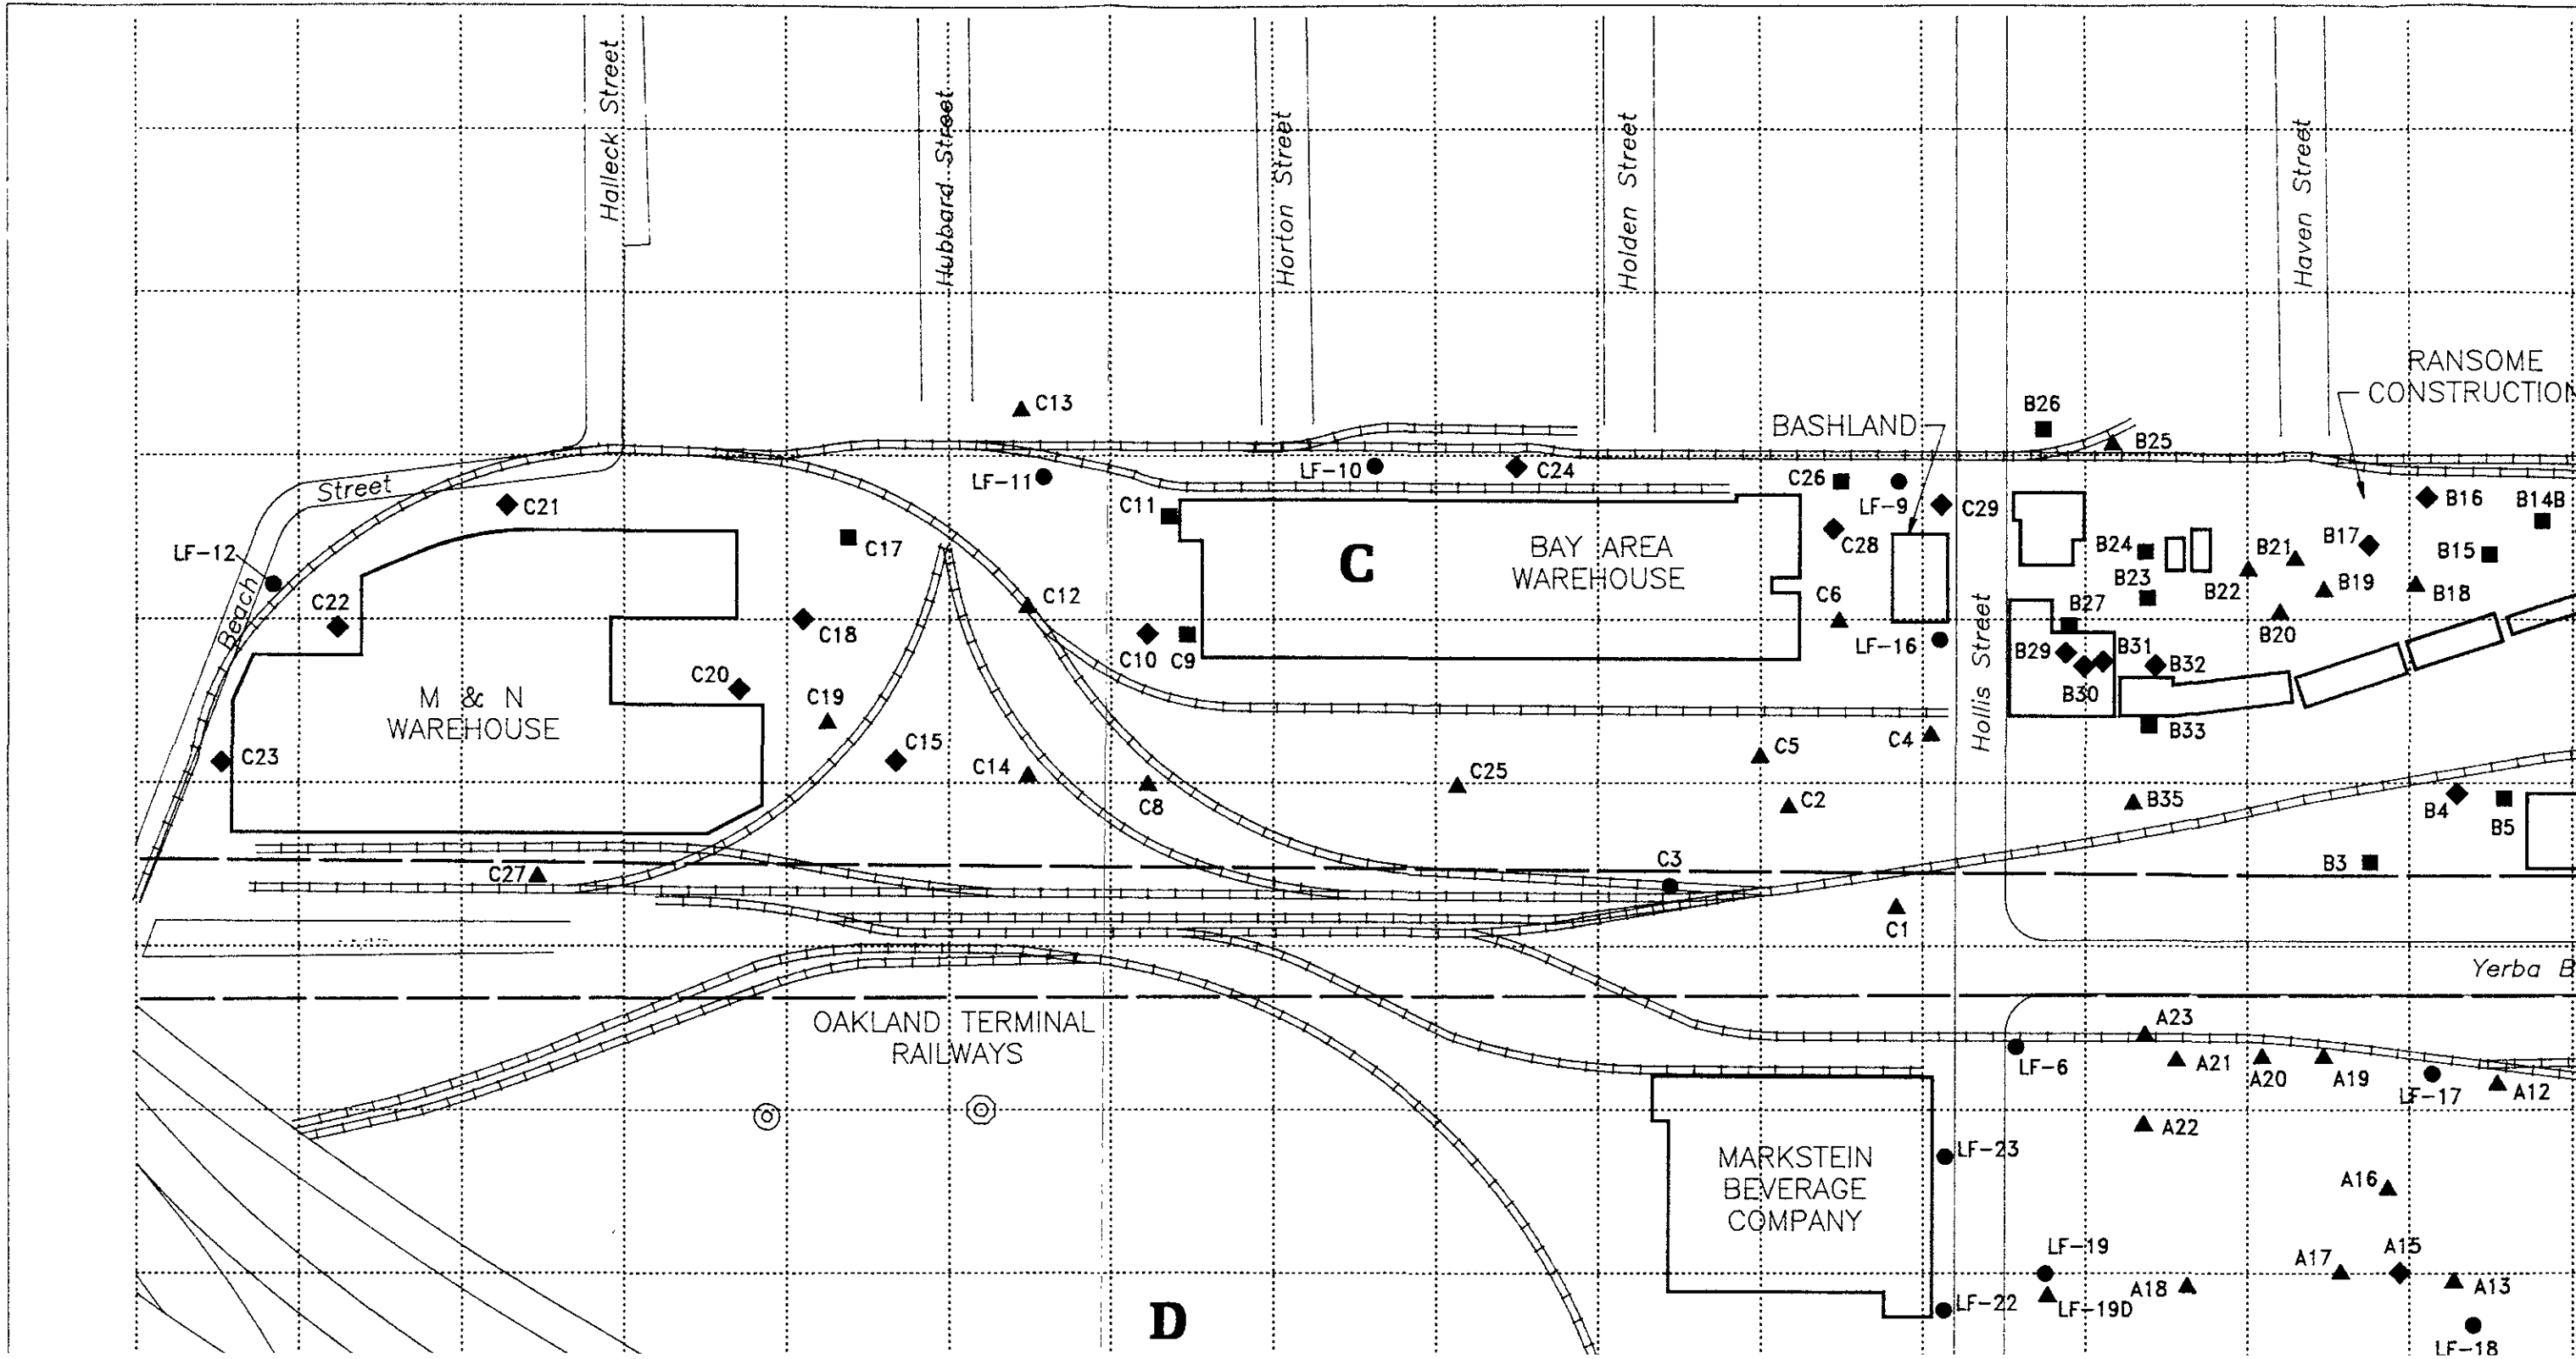 Halleck Street
Hubbard Street
Horton Street
Holden Street
Haven Street
RANSOME
CONSTRUCTION
C13
BASHLAND
B26
B25
Street
LF-11
LF-10
C24
C26
LF-9
C29
B16
B14B
C21
C11
C17
C28
B24
B21
B17
B15
LF-12
C
BAY AREA
WAREHOUSE
B23
B22
B19
B18
Beach
C22
C12
C6
B27
B20
C18
C10
C9
LF-16
Hollis Street
B29
B31
B32
B30
C20
C19
M & N
WAREHOUSE
C23
C15
C14
C8
C25
C5
C4
B33
C2
B35
B4
B5
C27
C3
B3
C1
Yerba B
OAKLAND TERMINAL
RAILWAYS
A23
LF-6
A21
A20
A19
LF-17
A12
A22
MARKSTEIN
BEVERAGE
COMPANY
LF-23
A16
LF-19
A17
A15
A18
A13
LF-19D
LF-22
D
LF-18